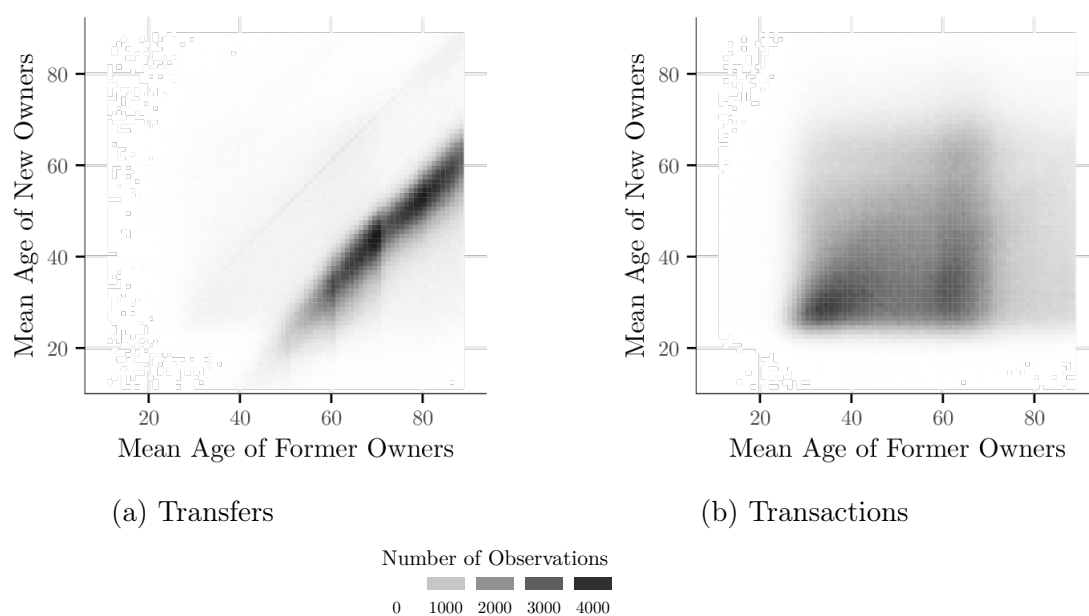 Mean Age of New Owners
80
60
40
20
20 40 60 80
Mean Age of Former Owners
(a) Transfers
Mean Age of New Owners
80
60
40
20
20 40 60 80
Mean Age of Former Owners
(b) Transactions
Number of Observations
0 1000 2000 3000 4000